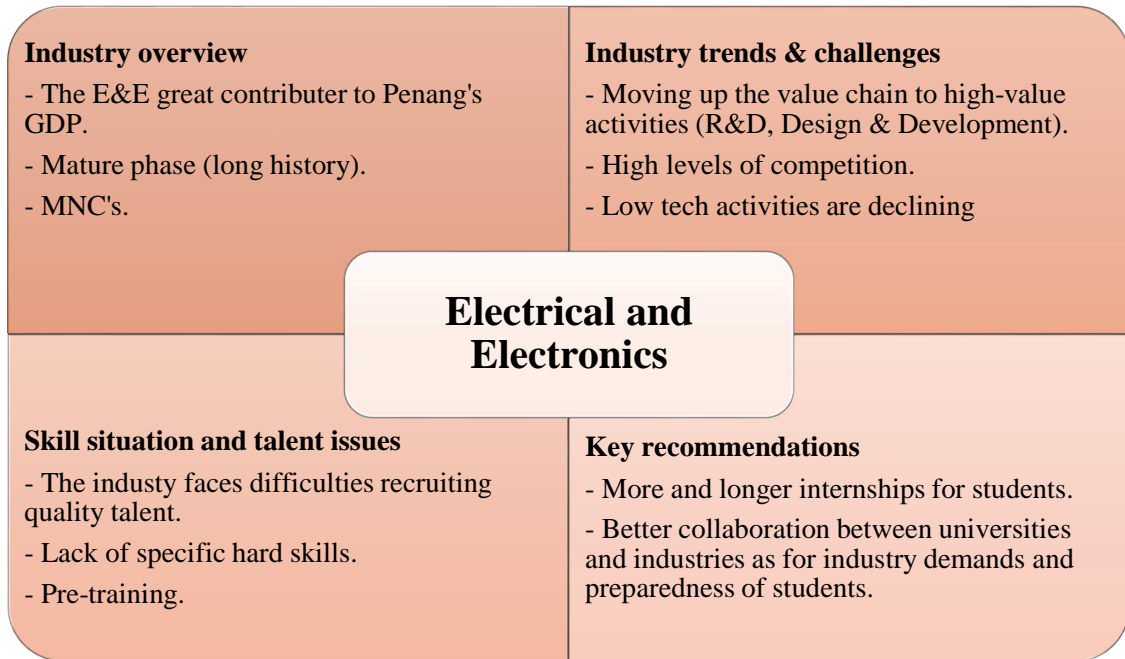 Industry overview
- The E&E great contributer to Penang's
GDP.
- Mature phase (long history).
- MNC's.
Industry trends & challenges
- Moving up the value chain to high-value
activities (R&D, Design & Development).
- High levels of competition.
- Low tech activities are declining
Electrical and
Electronics
Skill situation and talent issues
- The industy faces difficulties recruiting
quality talent.
- Lack of specific hard skills.
- Pre-training.
Key recommendations
- More and longer internships for students.
- Better collaboration between universities
and industries as for industry demands and
preparedness of students.